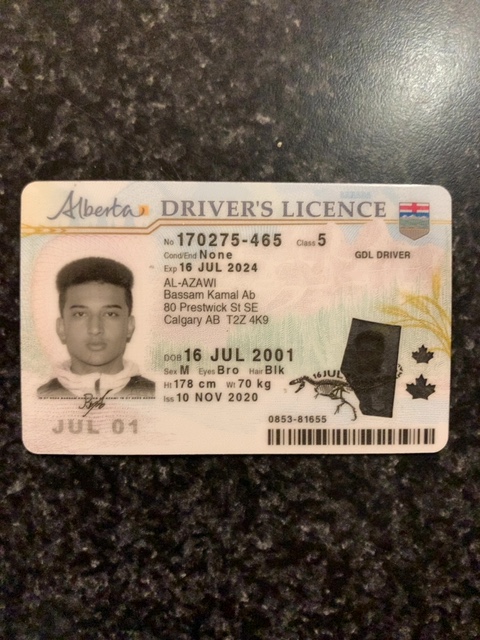 Alberta DRIVER'S LICENCE
No 170275-465 Class 5
Cond/End None
GDL DRIVER
Exp 16 JUL 2024
AL-AZAWI
Bassam Kamal Ab
80 Prestwick St SE
Calgary AB T2Z 4K9
DOB 16 JUL 2001
Sex M Eyes Bro Hair Blk
Ht 178 cm Wt 70 kg
Iss 10 NOV 2020
JUL 01
0853-81655